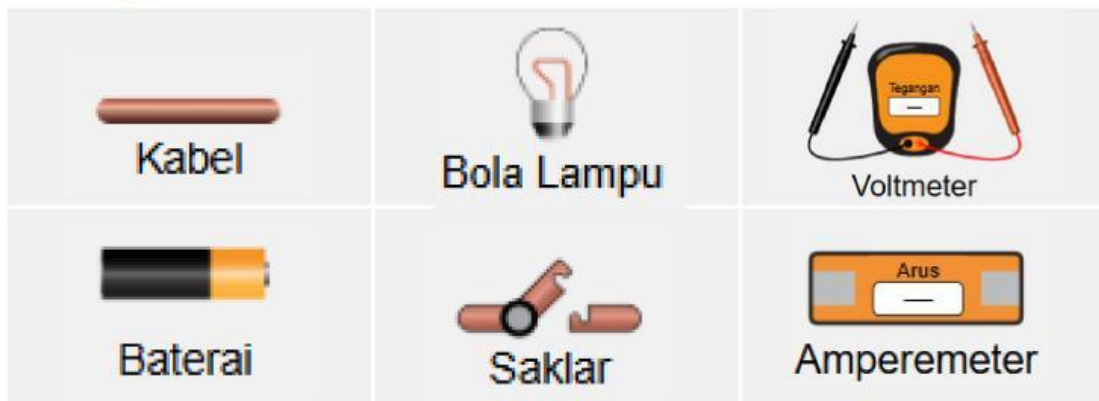 Kabel
Bola Lampu
Tegangan
Voltmeter
Baterai
Saklar
Arus
Amperemeter